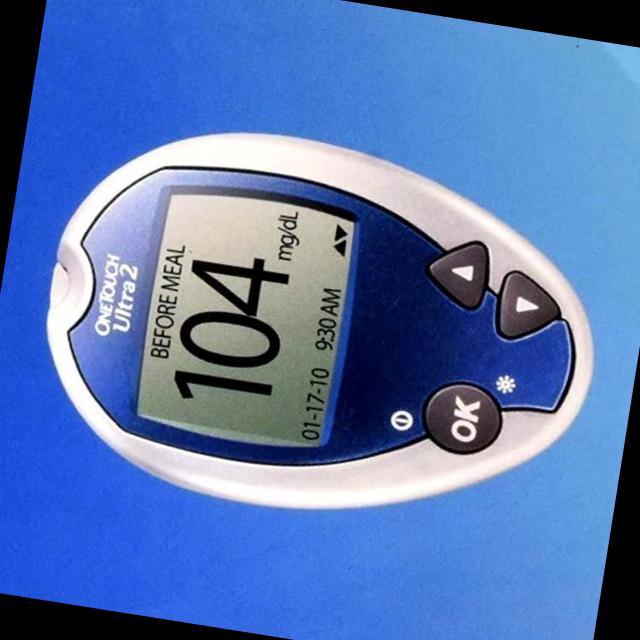 ONETOUCH
Ultra2
BEFORE MEAL
104
mg/dL
01-17-10 9:30 AM
OK